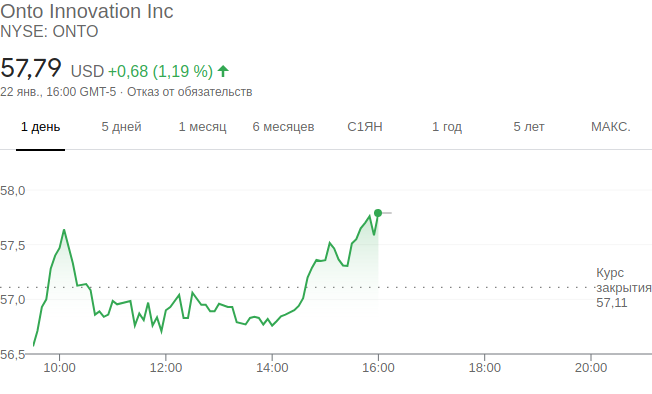 Onto Innovation Inc
NYSE: ONTO
57,79 USD +0,68 (1,19 %)
22 янв., 16:00 GMT-5 · Отказ от обязательств
1 день 5 дней 1 месяц 6 месяцев С1ЯН 1 год 5 лет МАКС.
58,0
57,5
Курс
закрытия
57,11
57,0
56,5
10:00 12:00 14:00 16:00 18:00 20:00